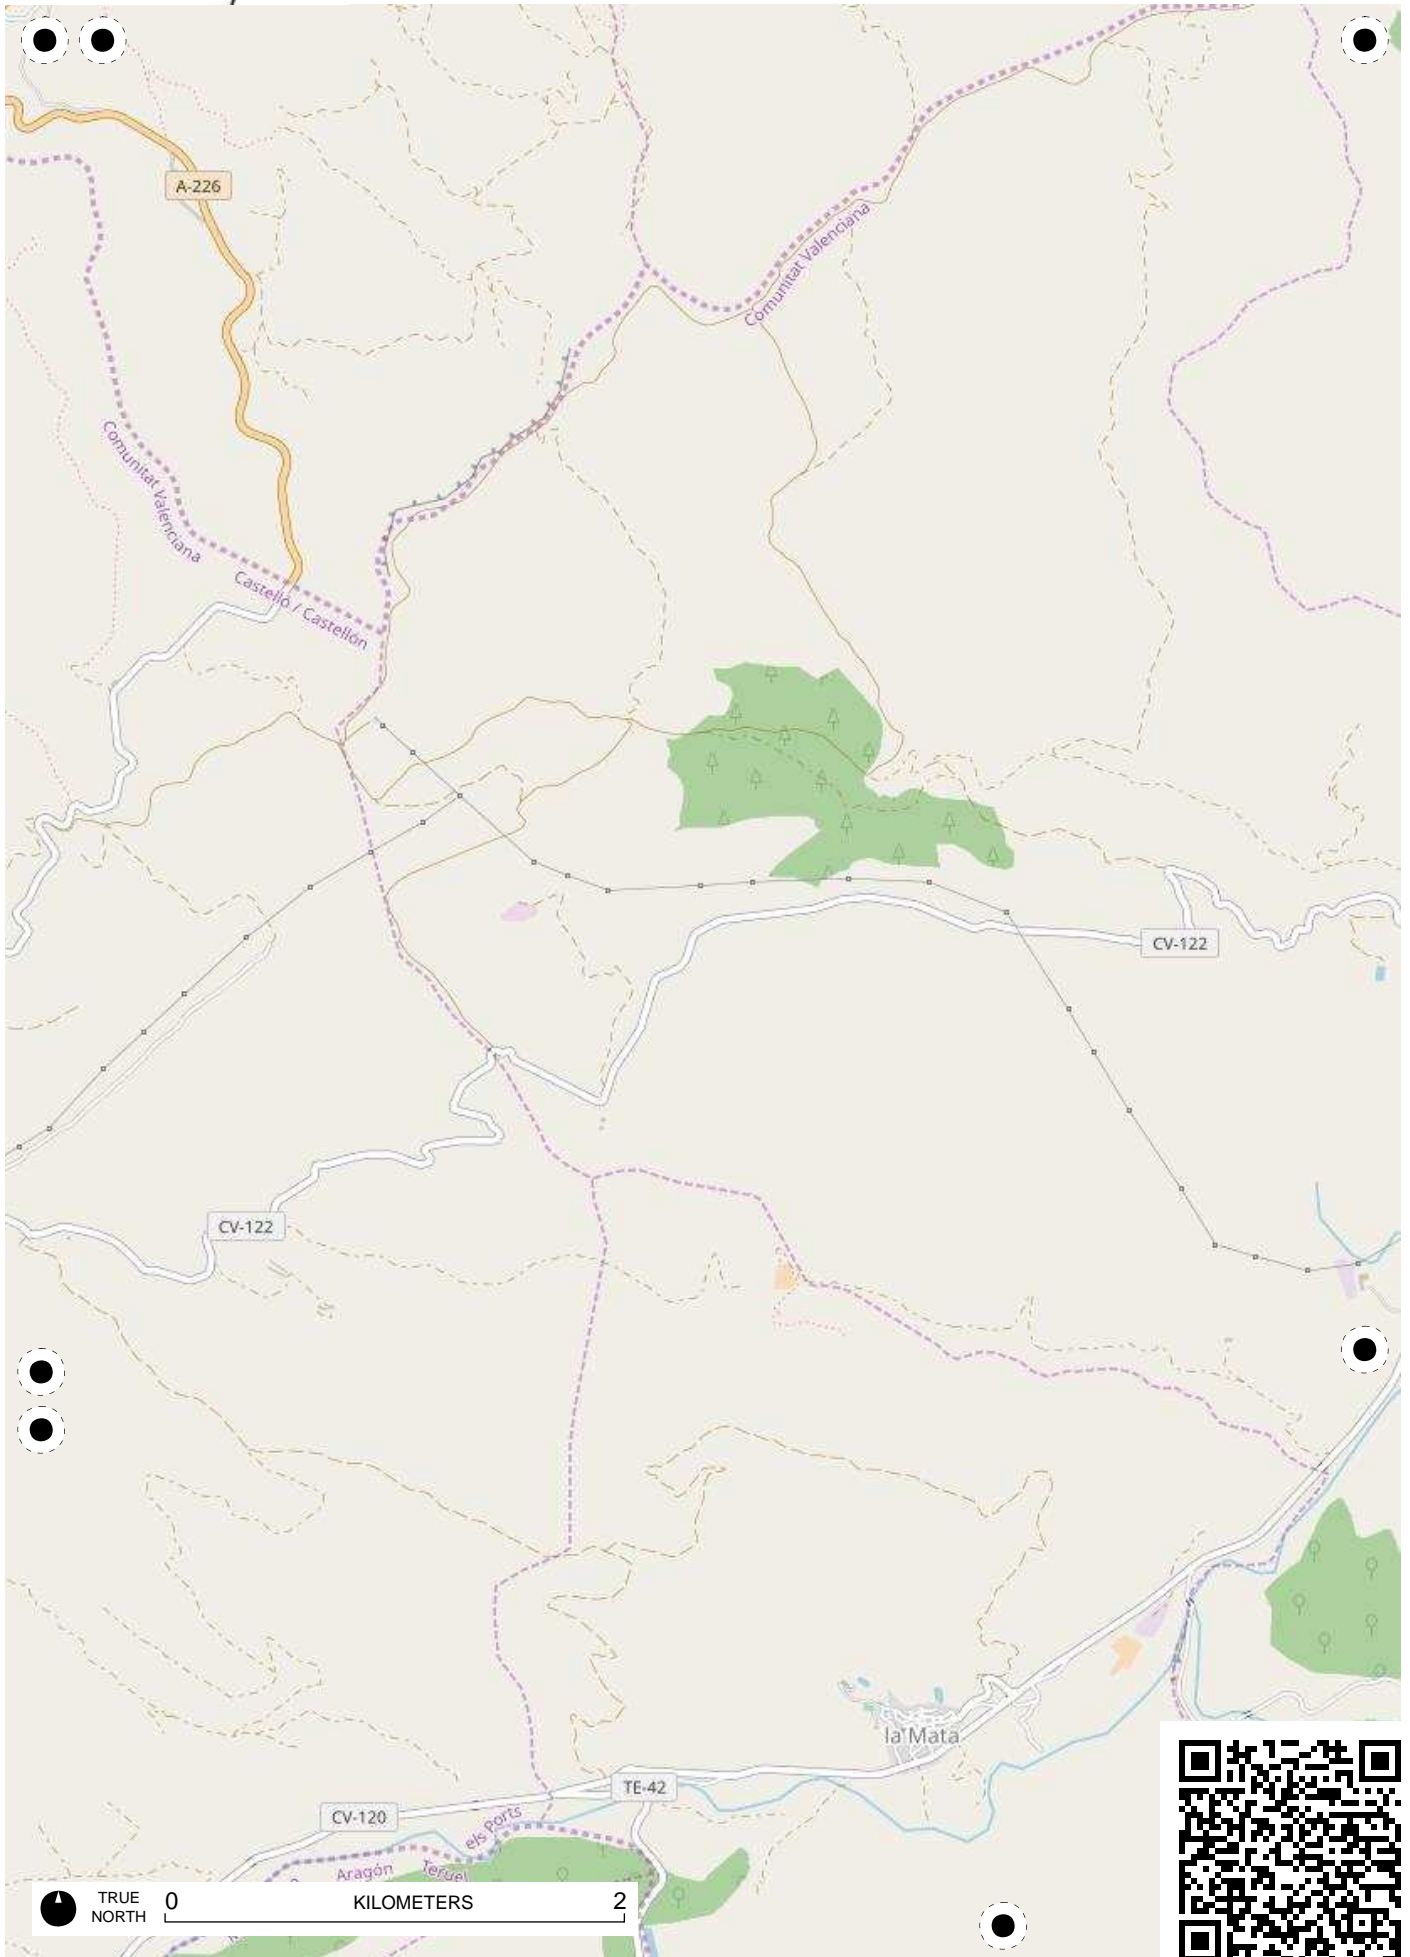 A-226
Comunitat Valenciana
Comunitat Valenciana
Castelló / Castellón
CV-122
CV-122
la Mata
TE-42
CV-120
els Ports
Aragón
Teruel
TRUE
NORTH
0
KILOMETERS
2